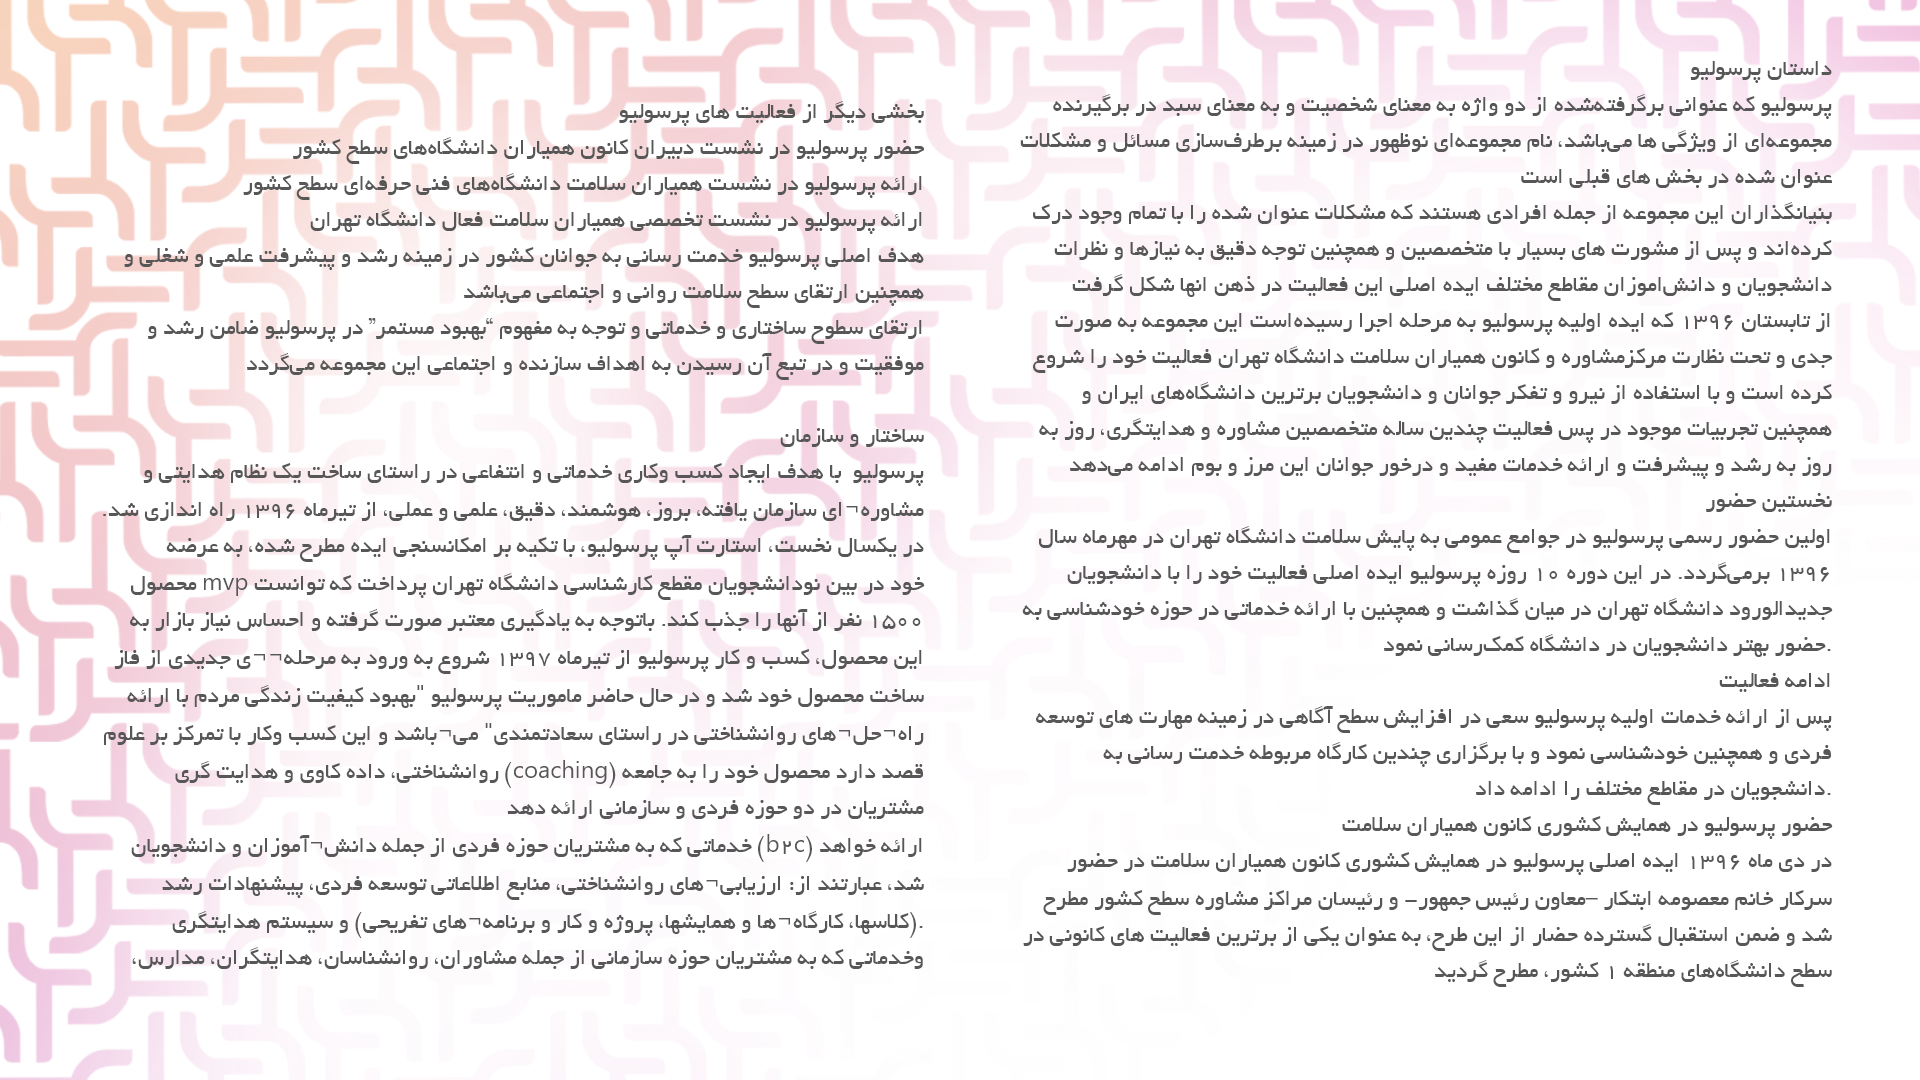 داستان پرسولیو
پرسولیو که عنوانی برگرفته‌شده از دو واژه به معنای شخصیت و به معنای سبد در برگیرنده
مجموعه‌ای از ویژگی ها می‌باشد، نام مجموعه‌ای نوظهور در زمینه برطرف‌سازی مسائل و مشکلات
عنوان شده در بخش های قبلی است
بنیانگذاران این مجموعه از جمله افرادی هستند که مشکلات عنوان شده را با تمام وجود درک
کرده‌اند و پس از مشورت های بسیار با متخصصین و همچنین توجه دقیق به نیازها و نظرات
دانشجویان و دانش‌اموزان مقاطع مختلف ایده اصلی این فعالیت در ذهن انها شکل گرفت
از تابستان ۱۳۹۶ که ایده اولیه پرسولیو به مرحله اجرا رسیده‌است این مجموعه به صورت
جدی و تحت نظارت مرکزمشاوره و کانون همیاران سلامت دانشگاه تهران فعالیت خود را شروع
کرده است و با استفاده از نیرو و تفکر جوانان و دانشجویان برترین دانشگاه‌های ایران و
همچنین تجربیات موجود در پس فعالیت چندین ساله متخصصین مشاوره و هدایتگری، روز به
روز به رشد و پیشرفت و ارائه خدمات مفید و درخور جوانان این مرز و بوم ادامه می‌دهد
نخستین حضور
اولین حضور رسمی پرسولیو در جوامع عمومی به پایش سلامت دانشگاه تهران در مهرماه سال
۱۳۹۶ برمی‌گردد. در این دوره ۱۰ روزه پرسولیو ایده اصلی فعالیت خود را با دانشجویان
جدیدالورود دانشگاه تهران در میان گذاشت و همچنین با ارائه خدماتی در حوزه خودشناسی به
.حضور بهتر دانشجویان در دانشگاه کمک‌رسانی نمود
ادامه فعالیت
پس از ارائه خدمات اولیه پرسولیو سعی در افزایش سطح آگاهی در زمینه مهارت های توسعه
فردی و همچنین خودشناسی نمود و با برگزاری چندین کارگاه مربوطه خدمت رسانی به
.دانشجویان در مقاطع مختلف را ادامه داد
حضور پرسولیو در همایش کشوری کانون همیاران سلامت
در دی ماه ۱۳۹۶ ایده اصلی پرسولیو در همایش کشوری کانون همیاران سلامت در حضور
سرکار خانم معصومه ابتکار –معاون رئیس جمهور- و رئیسان مراکز مشاوره سطح کشور مطرح
شد و ضمن استقبال گسترده حضار از این طرح، به عنوان یکی از برترین فعالیت های کانونی در
سطح دانشگاه‌های منطقه ۱ کشور، مطرح گردید
بخشی دیگر از فعالیت های پرسولیو
حضور پرسولیو در نشست دبیران کانون همیاران دانشگاه‌های سطح کشور
ارائه پرسولیو در نشست همیاران سلامت دانشگاه‌های فنی حرفه‌ای سطح کشور
ارائه پرسولیو در نشست تخصصی همیاران سلامت فعال دانشگاه تهران
هدف اصلی پرسولیو خدمت رسانی به جوانان کشور در زمینه رشد و پیشرفت علمی و شغلی و
همچنین ارتقای سطح سلامت روانی و اجتماعی می‌باشد
ارتقای سطوح ساختاری و خدماتی و توجه به مفهوم “بهبود مستمر” در پرسولیو ضامن رشد و
موفقیت و در تبع آن رسیدن به اهداف سازنده و اجتماعی این مجموعه می‌گردد
ساختار و سازمان
پرسولیو با هدف ایجاد کسب وکاری خدماتی و انتفاعی در راستای ساخت یک نظام هدایتی و
مشاوره¬ای سازمان یافته، بروز، هوشمند، دقیق، علمی و عملی، از تیرماه ۱۳۹۶ راه اندازی شد.
در یکسال نخست، استارت آپ پرسولیو، با تکیه بر امکانسنجی ایده مطرح شده، به عرضه
خود در بین نودانشجویان مقطع کارشناسی دانشگاه تهران پرداخت که توانست mvp محصول
۱۵۰۰ نفر از آنها را جذب کند. باتوجه به یادگیری معتبر صورت گرفته و احساس نیاز بازار به
این محصول، کسب و کار پرسولیو از تیرماه ۱۳۹۷ شروع به ورود به مرحله¬¬ی جدیدی از فاز
ساخت محصول خود شد و در حال حاضر ماموریت پرسولیو "بهبود کیفیت زندگی مردم با ارائه
راه¬حل¬های روانشناختی در راستای سعادتمندی" می¬باشد و این کسب وکار با تمرکز بر علوم
قصد دارد محصول خود را به جامعه (coaching) روانشناختی، داده کاوی و هدایت گری
مشتریان در دو حوزه فردی و سازمانی ارائه دهد
ارائه خواهد (b۲c) خدماتی که به مشتریان حوزه فردی از جمله دانش¬آموزان و دانشجویان
شد، عبارتند از: ارزیابی¬های روانشناختی، منابع اطلاعاتی توسعه فردی، پیشنهادات رشد
.(کلاسها، کارگاه¬ها و همایشها، پروژه و کار و برنامه¬های تفریحی) و سیستم هدایتگری
وخدماتی که به مشتریان حوزه سازمانی از جمله مشاوران، روانشناسان، هدایتگران، مدارس،